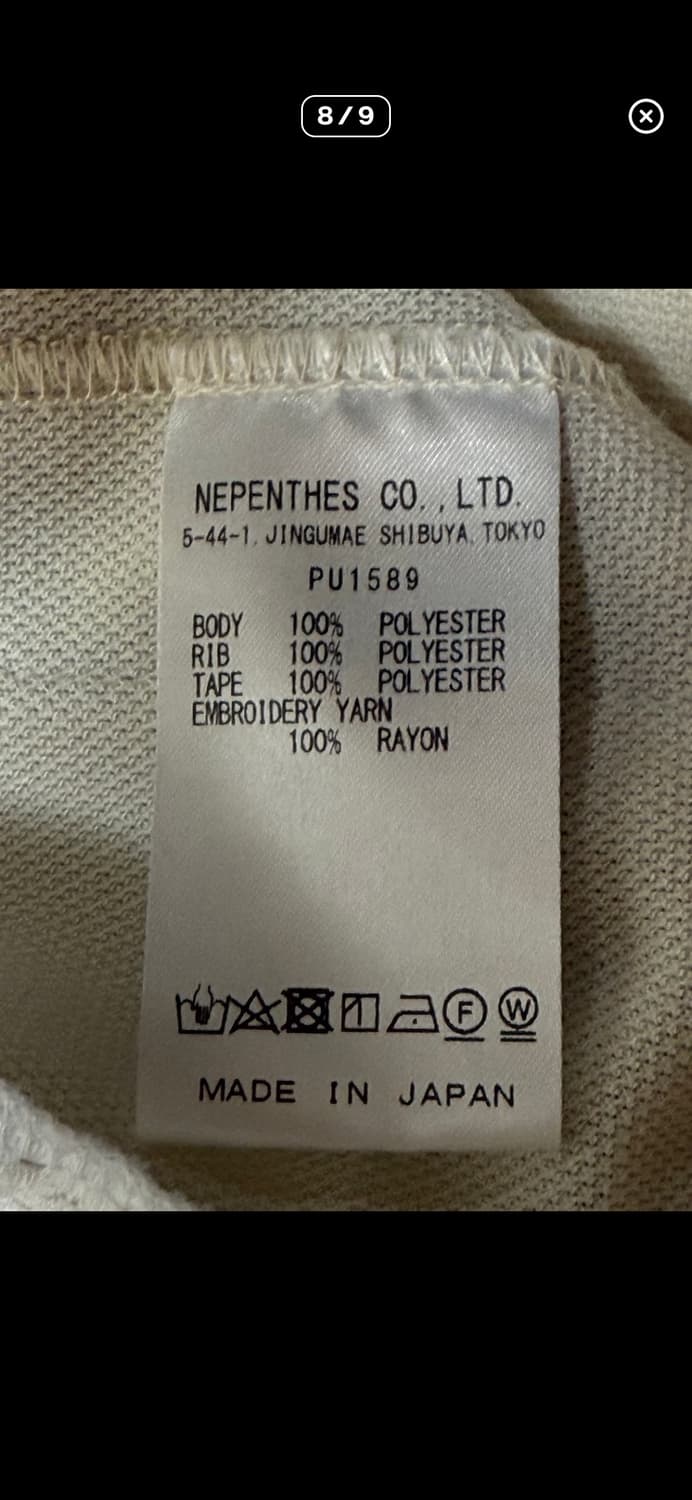 8/9
NEPENTHES CO.,LTD.
5-44-1, JINGUMAE SHIBUYA, TOKYO
PU1589
BODY 100% POLYESTER
RIB 100% POLYESTER
TAPE 100% POLYESTER
EMBROIDERY YARN
100% RAYON
F W
MADE IN JAPAN